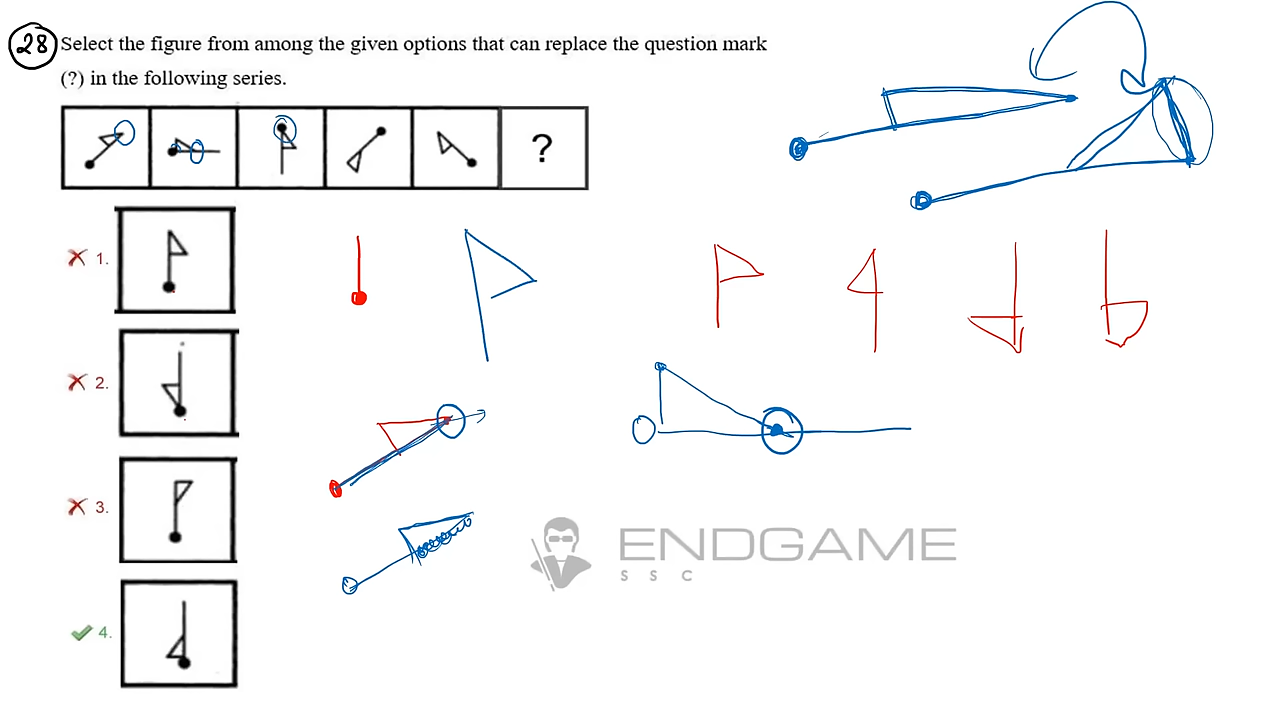 28 Select the figure from among the given options that can replace the question mark
(?) in the following series.
?
1.
2.
3.
4.
ENDGAME
SSC